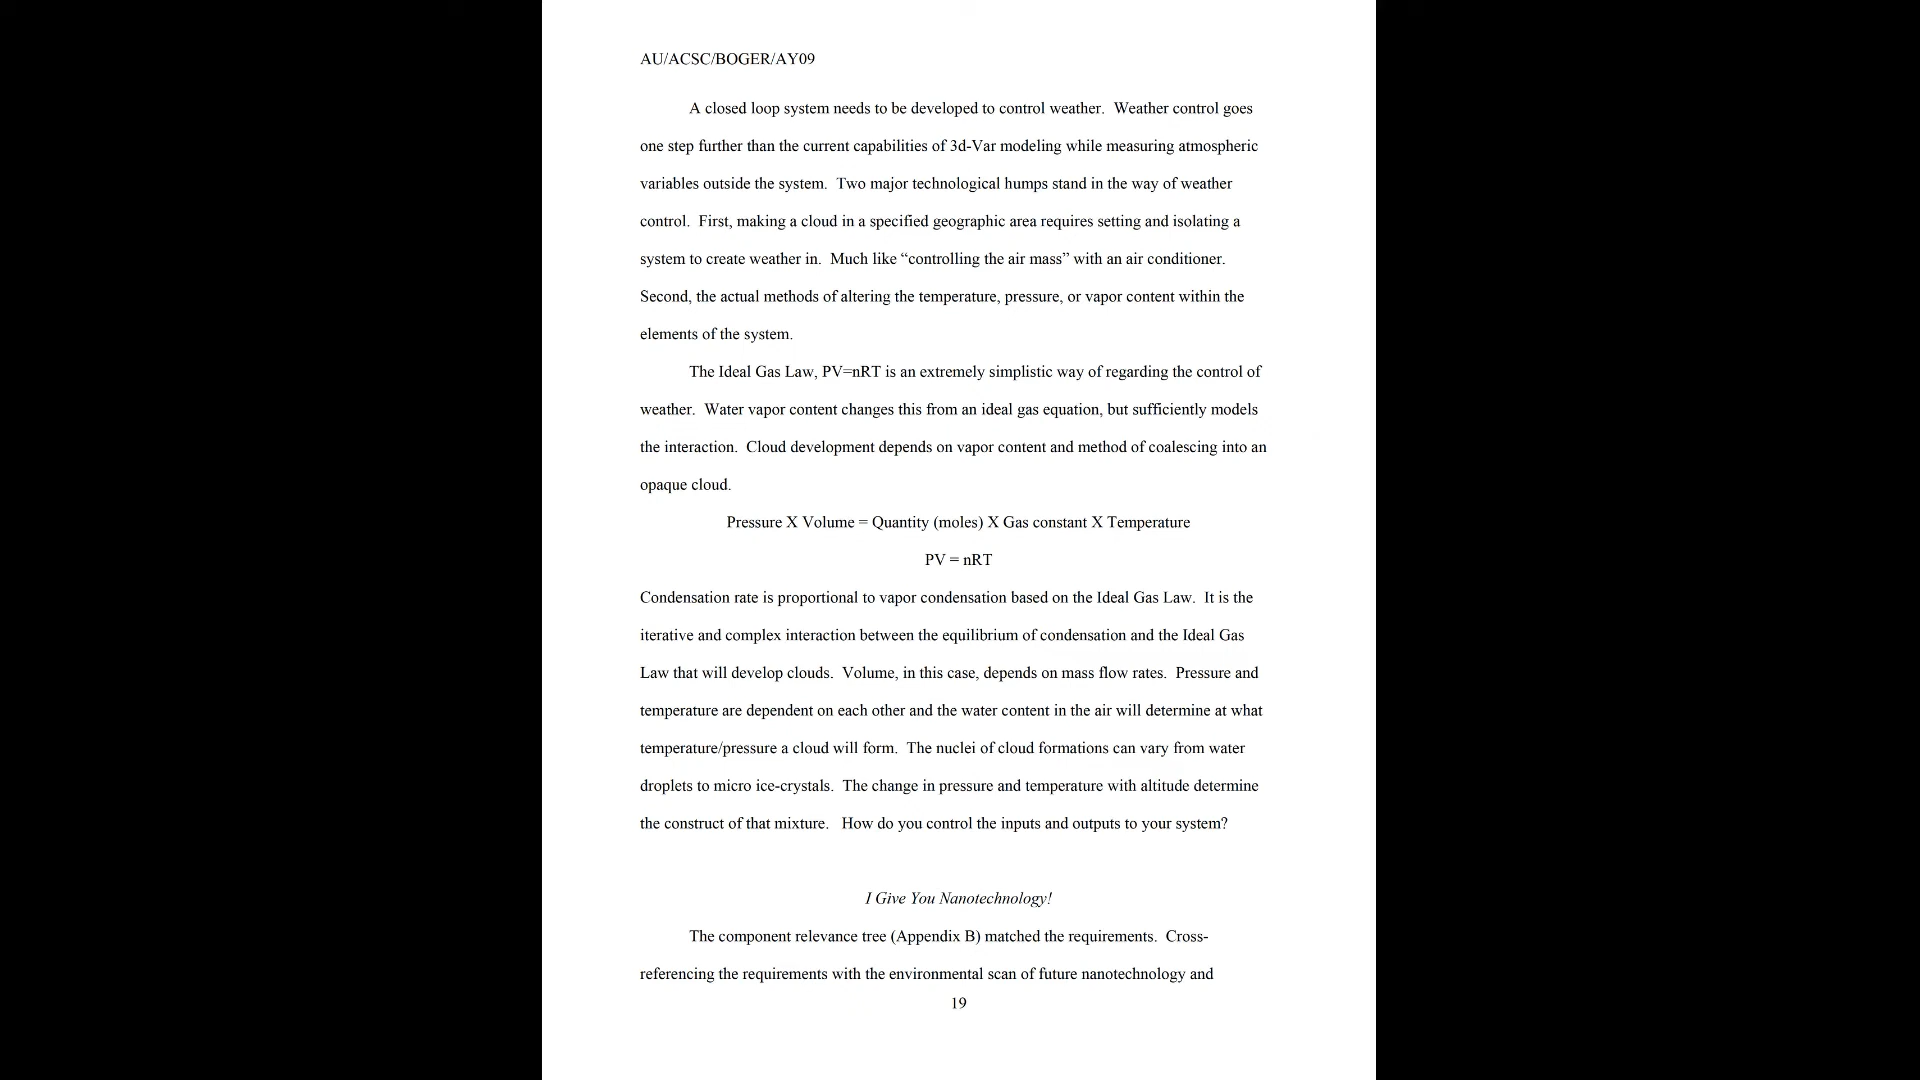 AU/ACSC/BOGER/AY09
A closed loop system needs to be developed to control weather.  Weather control goes
one step further than the current capabilities of 3d-Var modeling while measuring atmospheric
variables outside the system.  Two major technological humps stand in the way of weather
control.  First, making a cloud in a specified geographic area requires setting and isolating a
system to create weather in.  Much like “controlling the air mass” with an air conditioner.
Second, the actual methods of altering the temperature, pressure, or vapor content within the
elements of the system.
The Ideal Gas Law, PV=nRT is an extremely simplistic way of regarding the control of
weather.  Water vapor content changes this from an ideal gas equation, but sufficiently models
the interaction.  Cloud development depends on vapor content and method of coalescing into an
opaque cloud.
Pressure X Volume = Quantity (moles) X Gas constant X Temperature
PV = nRT
Condensation rate is proportional to vapor condensation based on the Ideal Gas Law.  It is the
iterative and complex interaction between the equilibrium of condensation and the Ideal Gas
Law that will develop clouds.  Volume, in this case, depends on mass flow rates.  Pressure and
temperature are dependent on each other and the water content in the air will determine at what
temperature/pressure a cloud will form.  The nuclei of cloud formations can vary from water
droplets to micro ice-crystals.  The change in pressure and temperature with altitude determine
the construct of that mixture.   How do you control the inputs and outputs to your system?
I Give You Nanotechnology!
The component relevance tree (Appendix B) matched the requirements.  Cross-
referencing the requirements with the environmental scan of future nanotechnology and
19